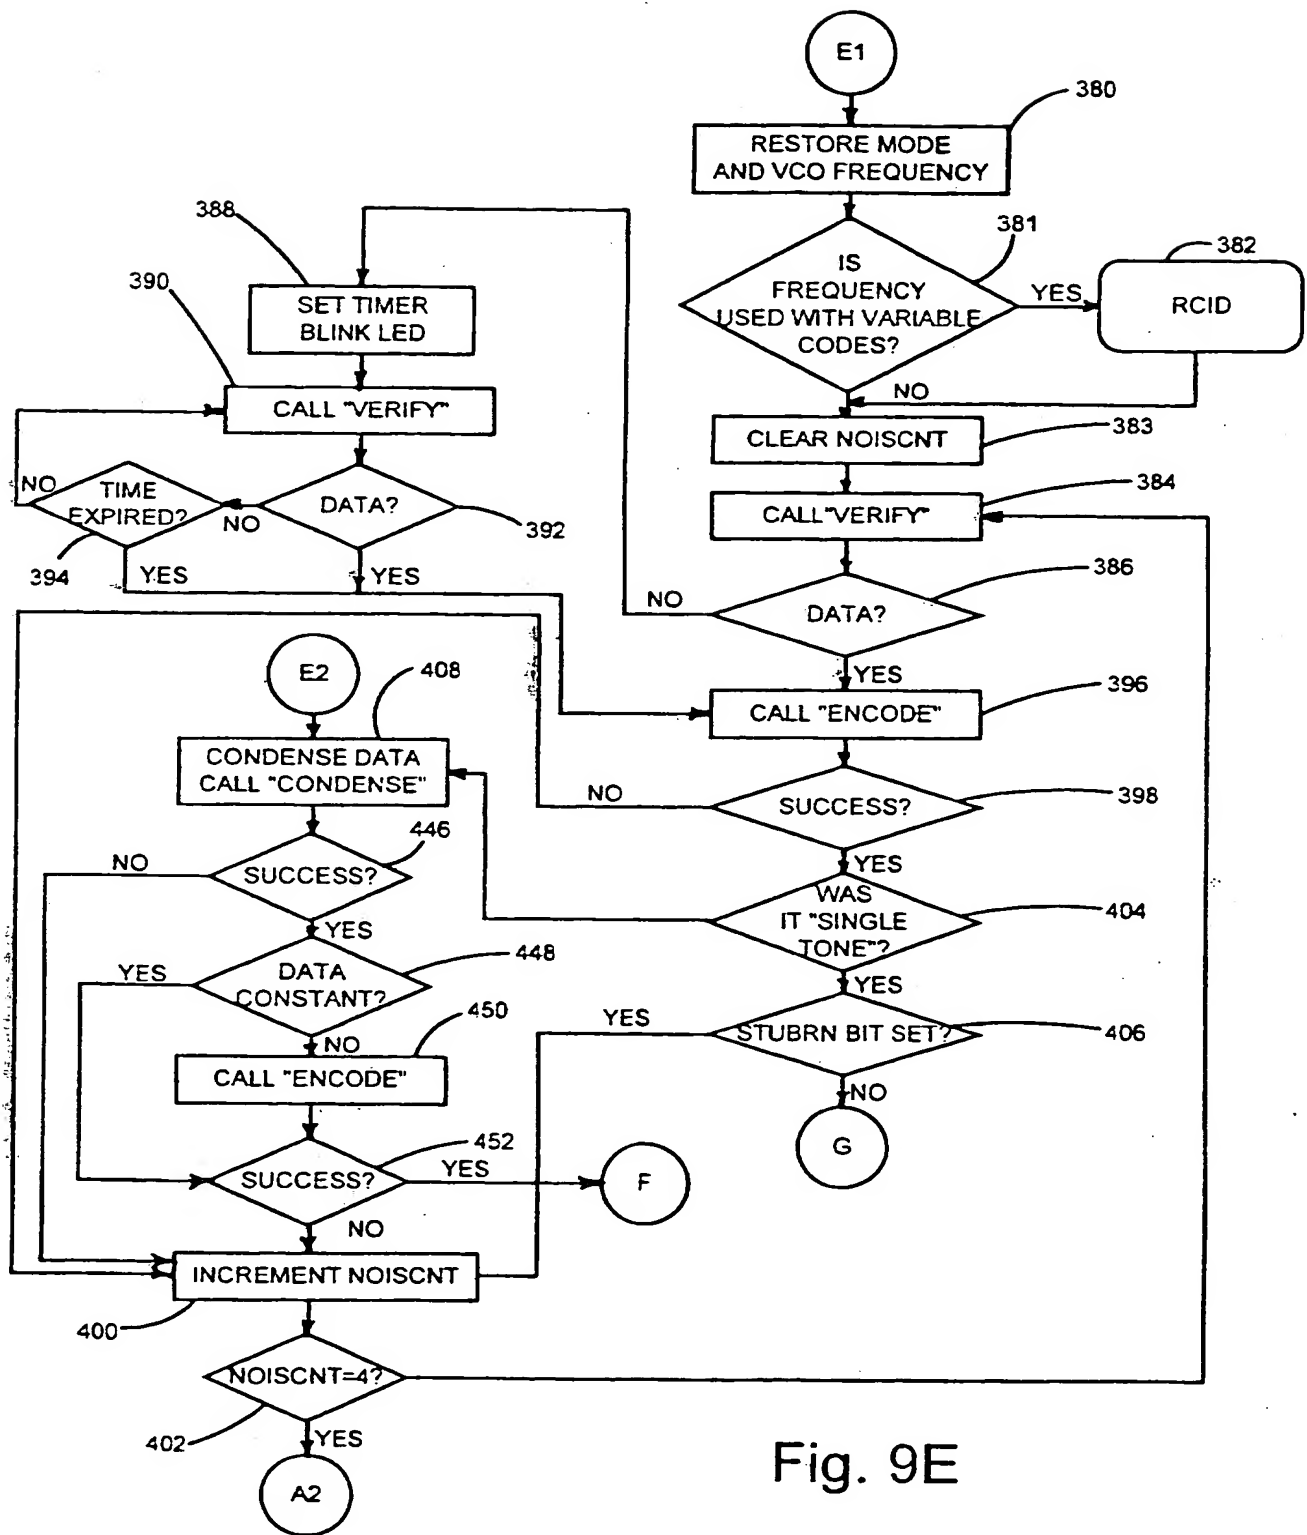 E1
380
RESTORE MODE
AND VCO FREQUENCY
381
IS
FREQUENCY
USED WITH VARIABLE
CODES?
YES
382
RCID
NO
383
CLEAR NOISCNT
384
CALL"VERIFY"
386
DATA?
NO
YES
388
SET TIMER
BLINK LED
390
CALL "VERIFY"
392
DATA?
NO
YES
394
TIME
EXPIRED?
NO
YES
396
CALL "ENCODE"
398
SUCCESS?
NO
YES
404
WAS
IT "SINGLE
TONE"?
YES
406
STUBRN BIT SET?
YES
NO
G
E2
408
CONDENSE DATA
CALL "CONDENSE"
446
SUCCESS?
NO
YES
448
DATA
CONSTANT?
YES
NO
450
CALL "ENCODE"
452
SUCCESS?
YES
F
NO
INCREMENT NOISCNT
400
NOISCNT=4?
402
YES
A2
Fig. 9E